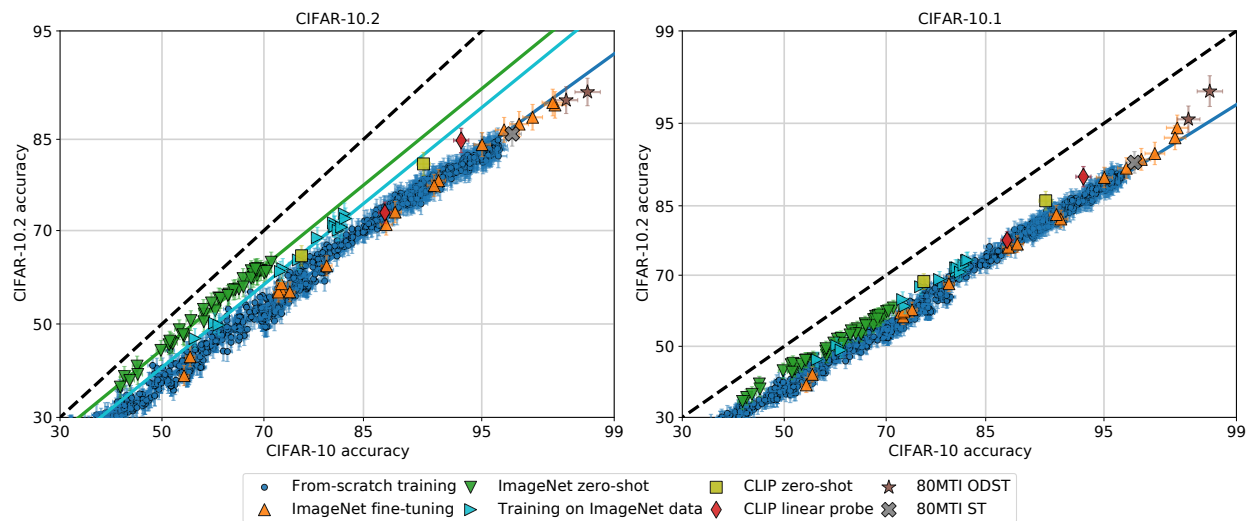 CIFAR-10.2
95
85
70
50
30
CIFAR-10.2 accuracy
30
50
70
85
95
99
CIFAR-10 accuracy
CIFAR-10.1
99
95
85
70
50
30
CIFAR-10.2 accuracy
30
50
70
85
95
99
CIFAR-10 accuracy
From-scratch training
ImageNet zero-shot
CLIP zero-shot
80MTI ODST
ImageNet fine-tuning
Training on ImageNet data
CLIP linear probe
80MTI ST